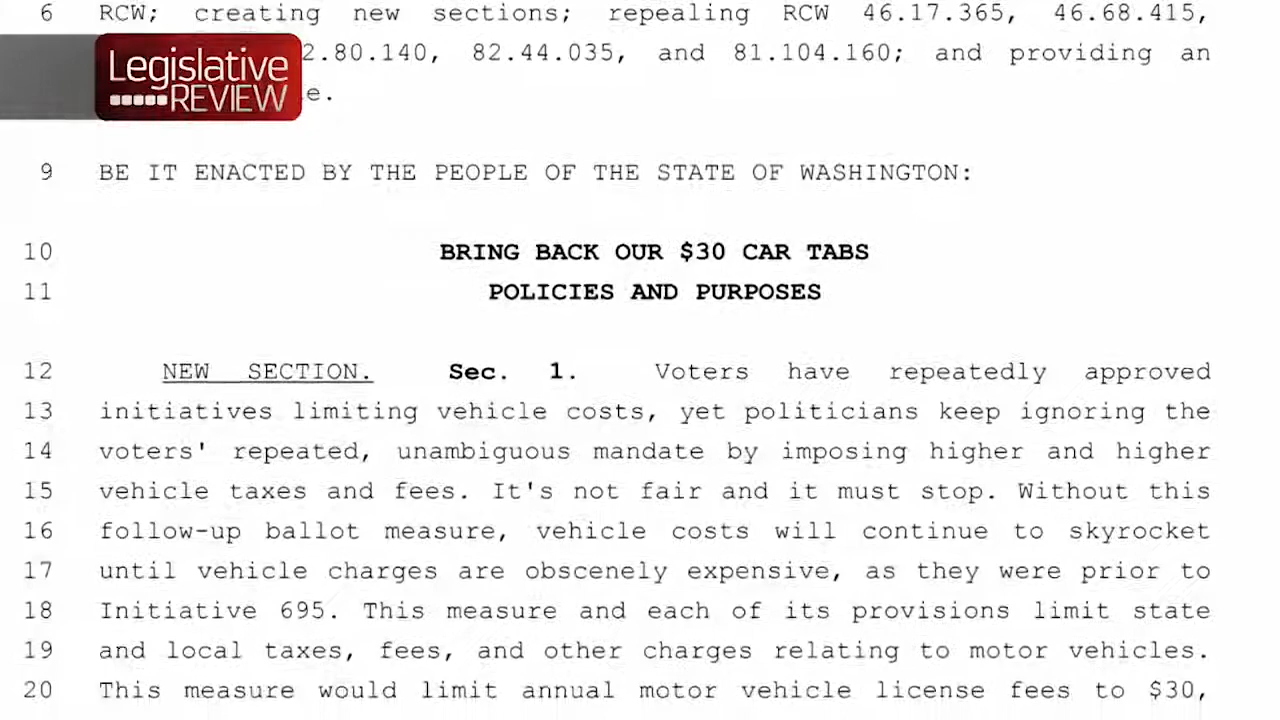 6 RCW; creating new sections; repealing RCW 46.17.365, 46.68.415,
Legislative
REVIEW
2.80.140, 82.44.035, and 81.104.160; and providing an
e.
9 BE IT ENACTED BY THE PEOPLE OF THE STATE OF WASHINGTON:
10 BRING BACK OUR $30 CAR TABS
11 POLICIES AND PURPOSES
12 NEW SECTION. Sec. 1. Voters have repeatedly approved
13 initiatives limiting vehicle costs, yet politicians keep ignoring the
14 voters' repeated, unambiguous mandate by imposing higher and higher
15 vehicle taxes and fees. It's not fair and it must stop. Without this
16 follow-up ballot measure, vehicle costs will continue to skyrocket
17 until vehicle charges are obscenely expensive, as they were prior to
18 Initiative 695. This measure and each of its provisions limit state
19 and local taxes, fees, and other charges relating to motor vehicles.
20 This measure would limit annual motor vehicle license fees to $30,